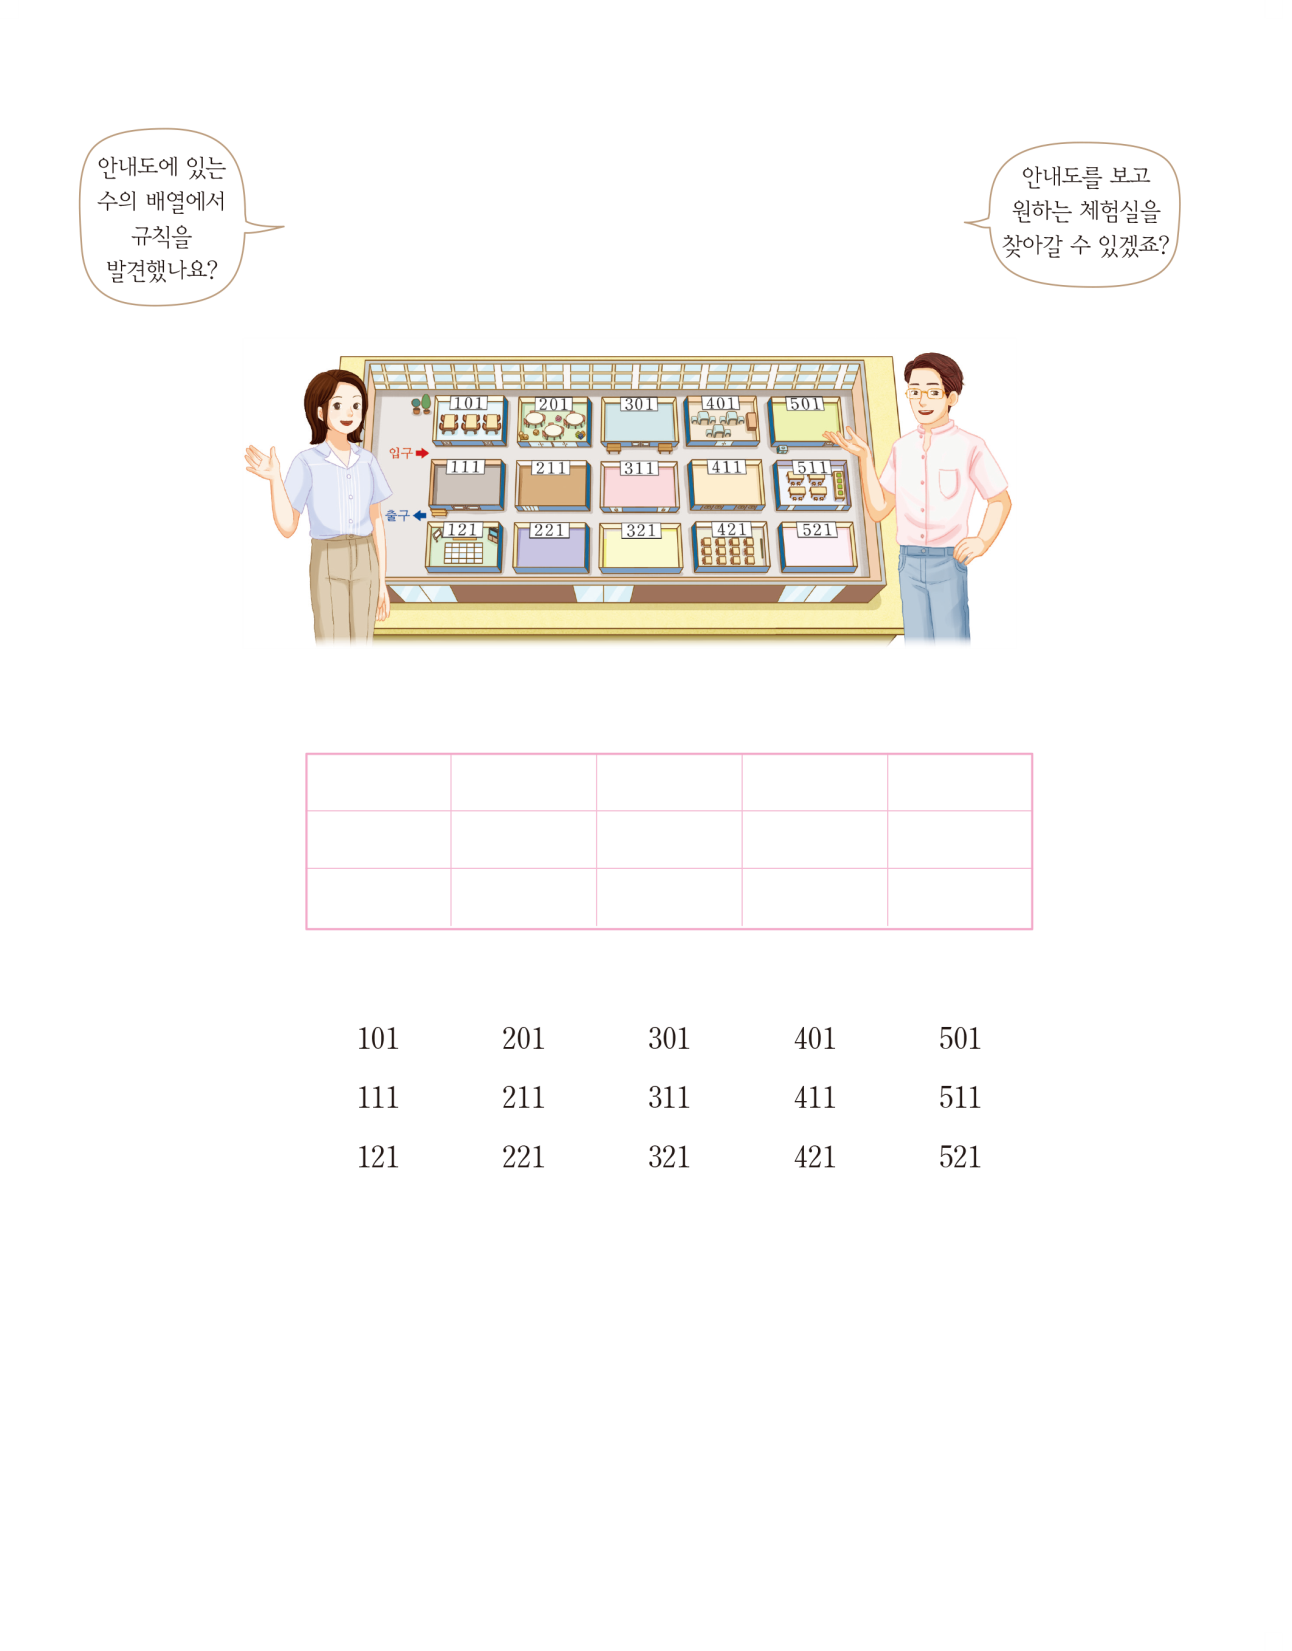 안내도에 있는
수의 배열에서
규칙을
발견했나요?
안내도를 보고
원하는 체험실을
찾아갈 수 있겠죠?
101 201 301 401 501
입구
111 211 311 411 511
출구
121 221 321 421 521
101 201 301 401 501
111 211 311 411 511
121 221 321 421 521